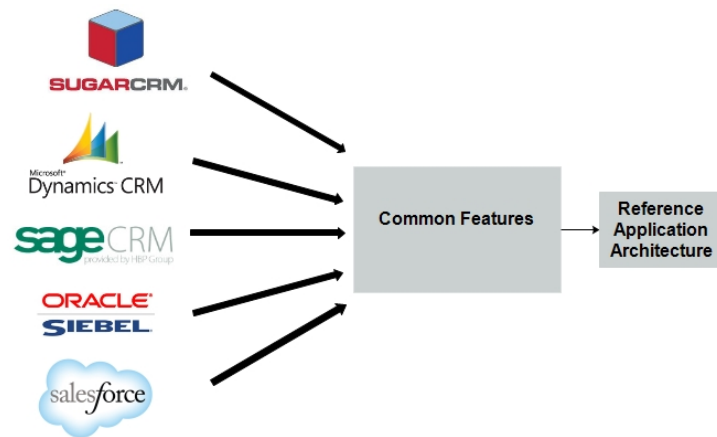 SUGARCRM®
Microsoft®
Dynamics CRM
sageCRM
provided by HBP Group
ORACLE®
SIEBEL®
salesforce
Common Features
Reference
Application
Architecture